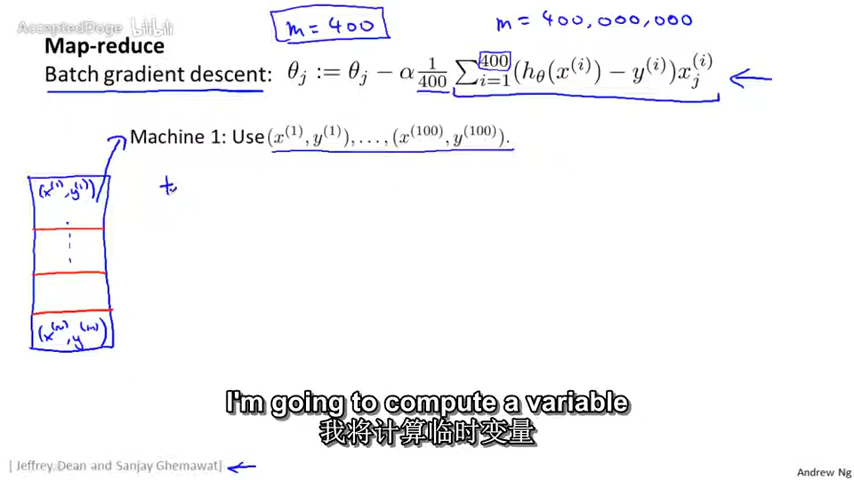 AcceptedDoge bilibili
m = 400
m = 400,000,000
Map-reduce
Batch gradient descent: θ_j := θ_j − α 1/400 ∑_{i=1}^{400} (h_θ(x^{(i)}) − y^{(i)}) x_j^{(i)}
Machine 1: Use (x^{(1)}, y^{(1)}), . . . , (x^{(100)}, y^{(100)}).
(x^{(1)}, y^{(1)})
(x^{(m)}, y^{(m)})
I'm going to compute a variable
我将计算临时变量
[ Jeffrey Dean and Sanjay Ghemawat]
Andrew Ng